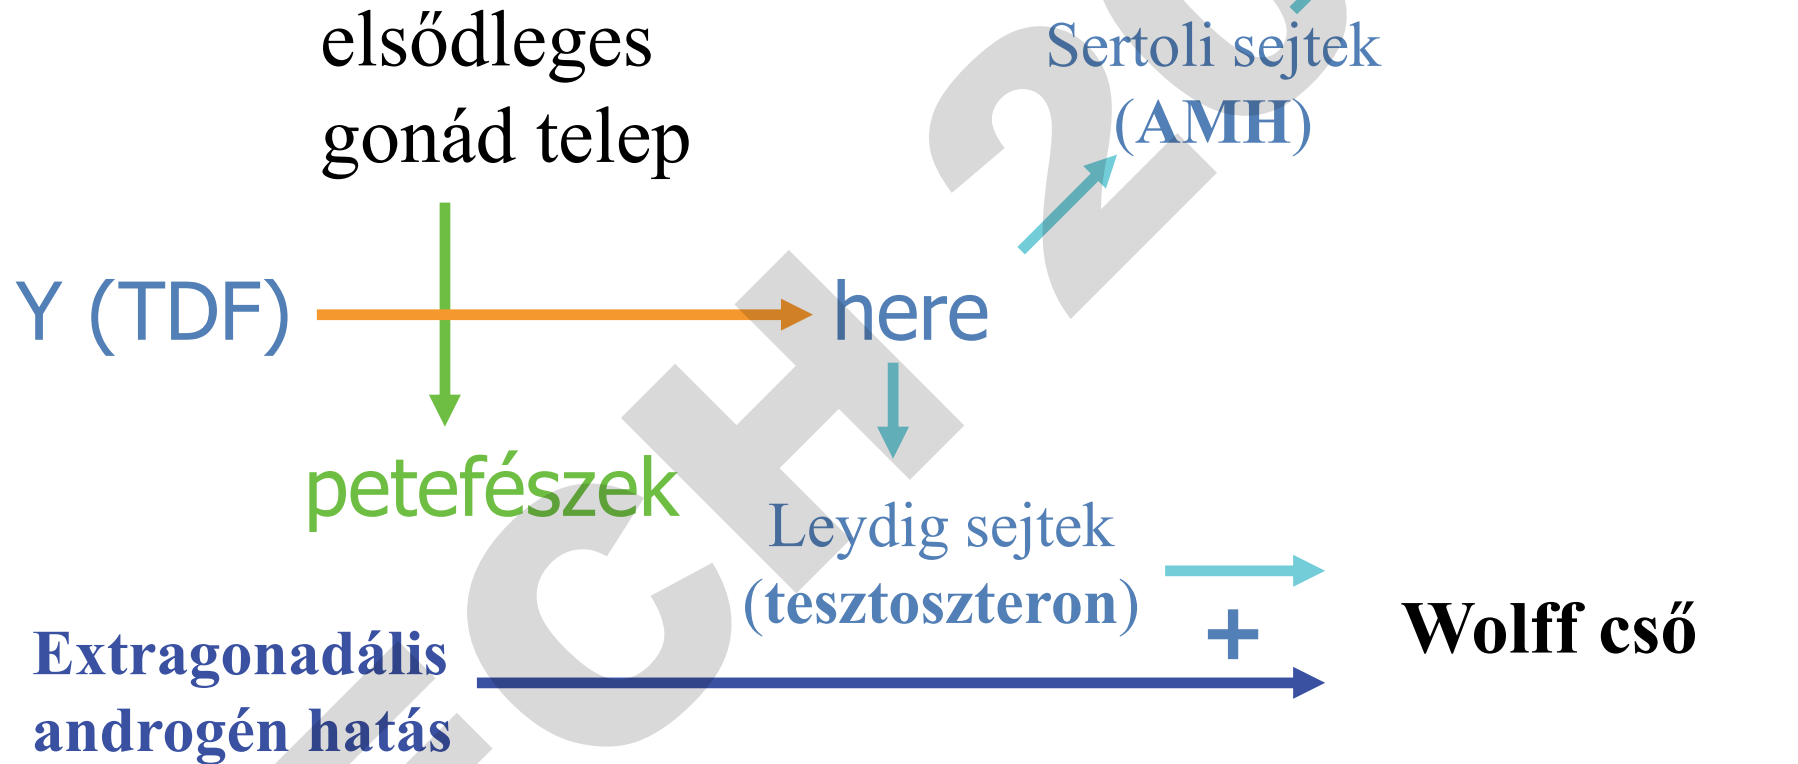 elsődleges
gonád telep
Sertoli sejtek
(AMH)
Y (TDF)
here
petefészek
Leydig sejtek
(tesztoszteron)
+
Wolff cső
Extragonadális
androgén hatás